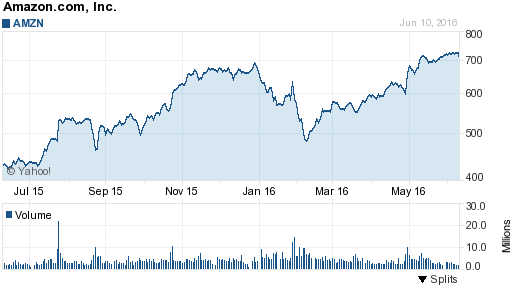 Amazon.com, Inc.
AMZN
Jun 10, 2016
800
700
600
500
400
© Yahoo!
Jul 15
Sep 15
Nov 15
Jan 16
Mar 16
May 16
Volume
30.0
20.0
10.0
0.0
Millions
Splits